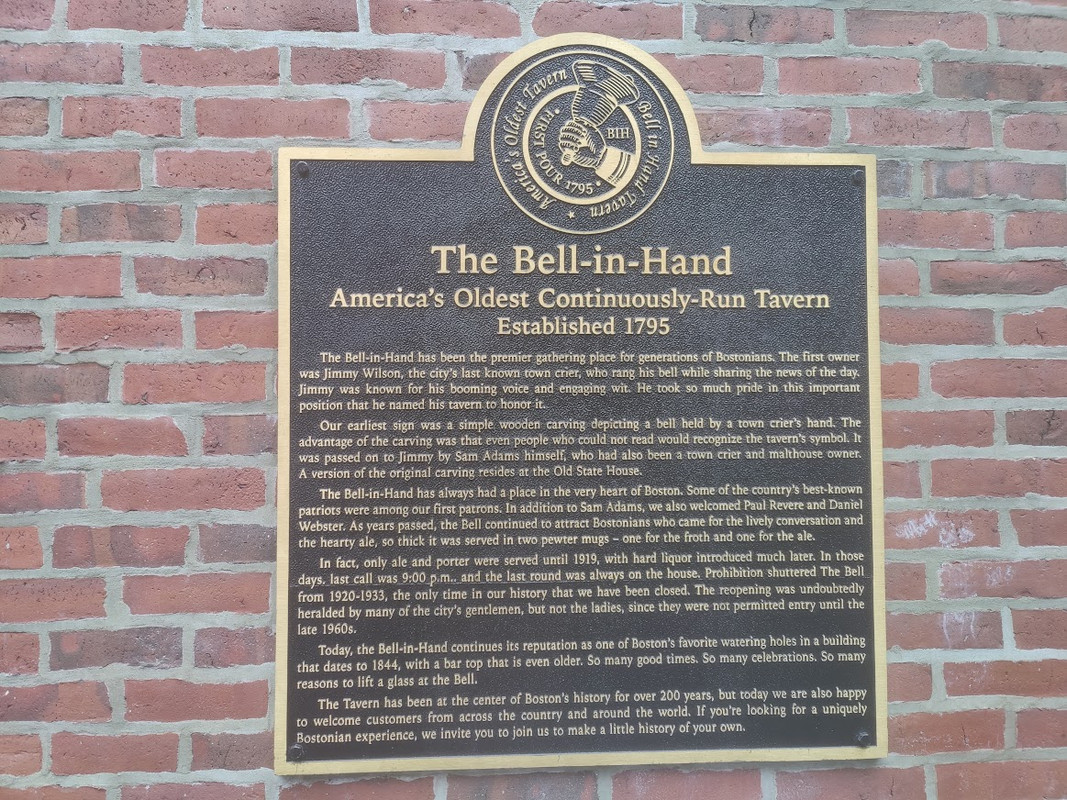 America's Oldest Tavern
Bell in Hand Tavern
FIRST POUR 1795
BIH
The Bell-in-Hand
America's Oldest Continuously-Run Tavern
Established 1795
The Bell-in-Hand has been the premier gathering place for generations of Bostonians. The first owner
was Jimmy Wilson, the city's last known town crier, who rang his bell while sharing the news of the day.
Jimmy was known for his booming voice and engaging wit. He took so much pride in this important
position that he named his tavern to honor it.
Our earliest sign was a simple wooden carving depicting a bell held by a town crier's hand. The
advantage of the carving was that even people who could not read would recognize the tavern's symbol. It
was passed on to Jimmy by Sam Adams himself, who had also been a town crier and malthouse owner.
A version of the original carving resides at the Old State House.
The Bell-in-Hand has always had a place in the very heart of Boston. Some of the country's best-known
patriots were among our first patrons. In addition to Sam Adams, we also welcomed Paul Revere and Daniel
Webster. As years passed, the Bell continued to attract Bostonians who came for the lively conversation and
the hearty ale, so thick it was served in two pewter mugs – one for the froth and one for the ale.
In fact, only ale and porter were served until 1919, with hard liquor introduced much later. In those
days, last call was 9:00 p.m., and the last round was always on the house. Prohibition shuttered The Bell
from 1920-1933, the only time in our history that we have been closed. The reopening was undoubtedly
heralded by many of the city's gentlemen, but not the ladies, since they were not permitted entry until the
late 1960s.
Today, the Bell-in-Hand continues its reputation as one of Boston's favorite watering holes in a building
that dates to 1844, with a bar top that is even older. So many good times. So many celebrations. So many
reasons to lift a glass at the Bell.
The Tavern has been at the center of Boston's history for over 200 years, but today we are also happy
to welcome customers from across the country and around the world. If you're looking for a uniquely
Bostonian experience, we invite you to join us to make a little history of your own.